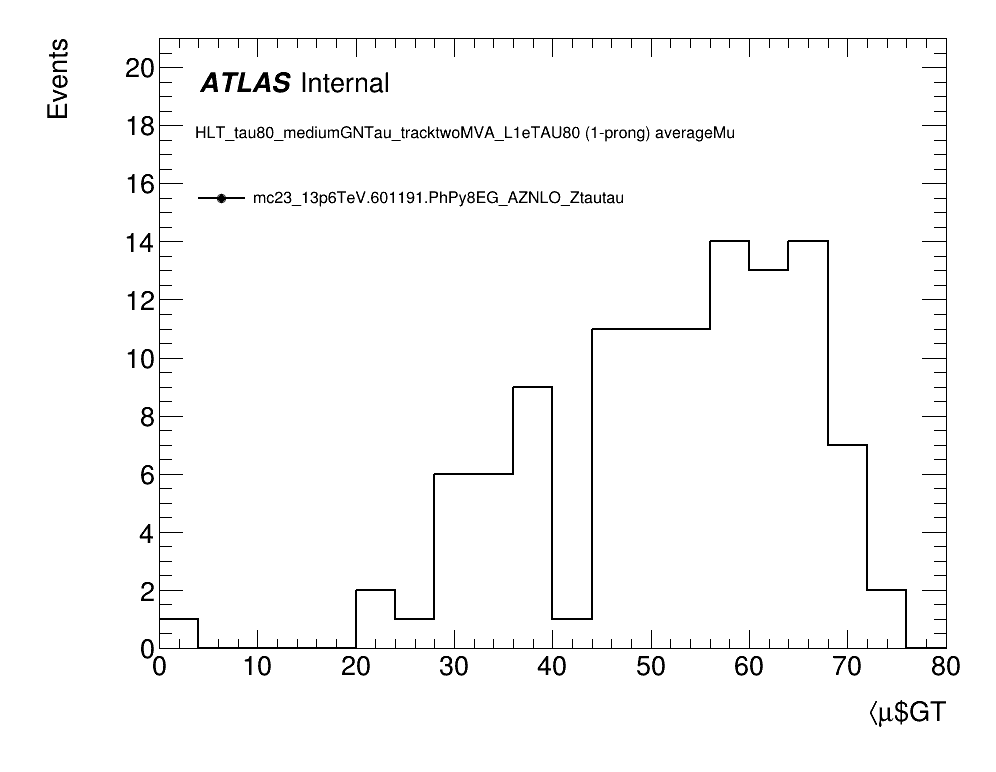 Events
ATLAS Internal
HLT_tau80_mediumGNTau_tracktwoMVA_L1eTAU80 (1-prong) averageMu
mc23_13p6TeV.601191.PhPy8EG_AZNLO_Ztautau
20
18
16
14
12
10
8
6
4
2
0
0 10 20 30 40 50 60 70 80
⟨μ$GT